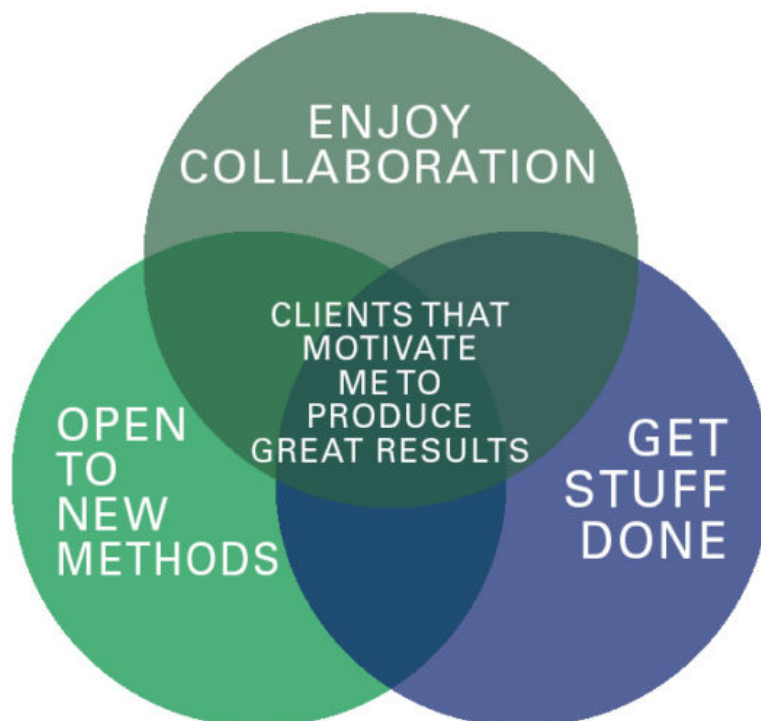 ENJOY
COLLABORATION
CLIENTS THAT
MOTIVATE
ME TO
PRODUCE
GREAT RESULTS
OPEN
TO
NEW
METHODS
GET
STUFF
DONE